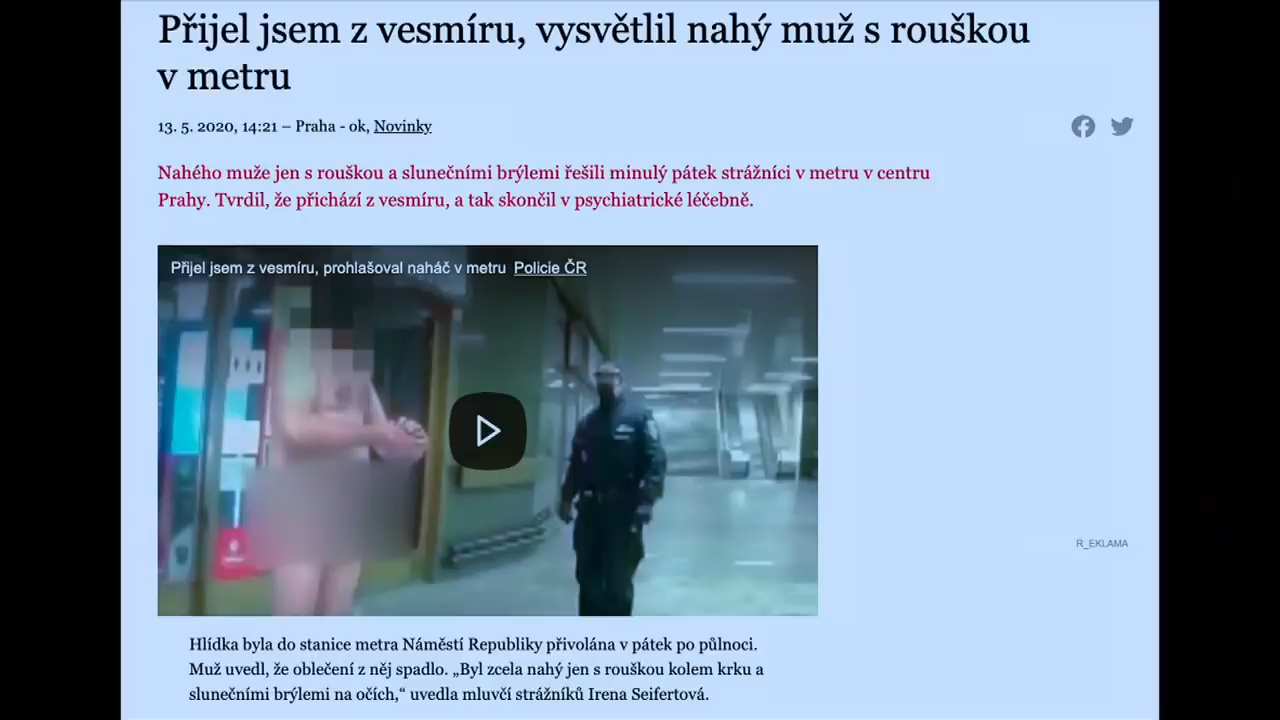 Přijel jsem z vesmíru, vysvětlil nahý muž s rouškou
v metru
13. 5. 2020, 14:21 – Praha - ok, Novinky
Nahého muže jen s rouškou a slunečními brýlemi řešili minulý pátek strážníci v metru v centru
Prahy. Tvrdil, že přichází z vesmíru, a tak skončil v psychiatrické léčebně.
Přijel jsem z vesmíru, prohlašoval naháč v metru Policie ČR
R_EKLAMA
Hlídka byla do stanice metra Náměstí Republiky přivolána v pátek po půlnoci.
Muž uvedl, že oblečení z něj spadlo. „Byl zcela nahý jen s rouškou kolem krku a
slunečními brýlemi na očích,“ uvedla mluvčí strážníků Irena Seifertová.